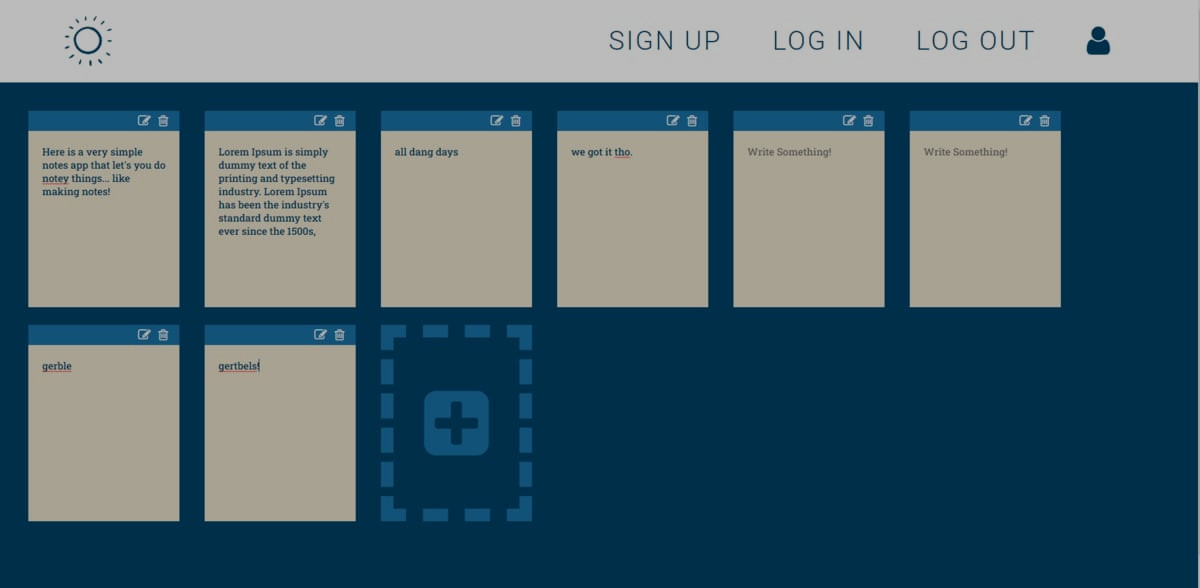 SIGN UP
LOG IN
LOG OUT
Here is a very simple
notes app that let's you do
notey things... like
making notes!
Lorem Ipsum is simply
dummy text of the
printing and typesetting
industry. Lorem Ipsum
has been the industry's
standard dummy text
ever since the 1500s,
all dang days
we got it tho.
Write Something!
Write Something!
gerble
gertbels!